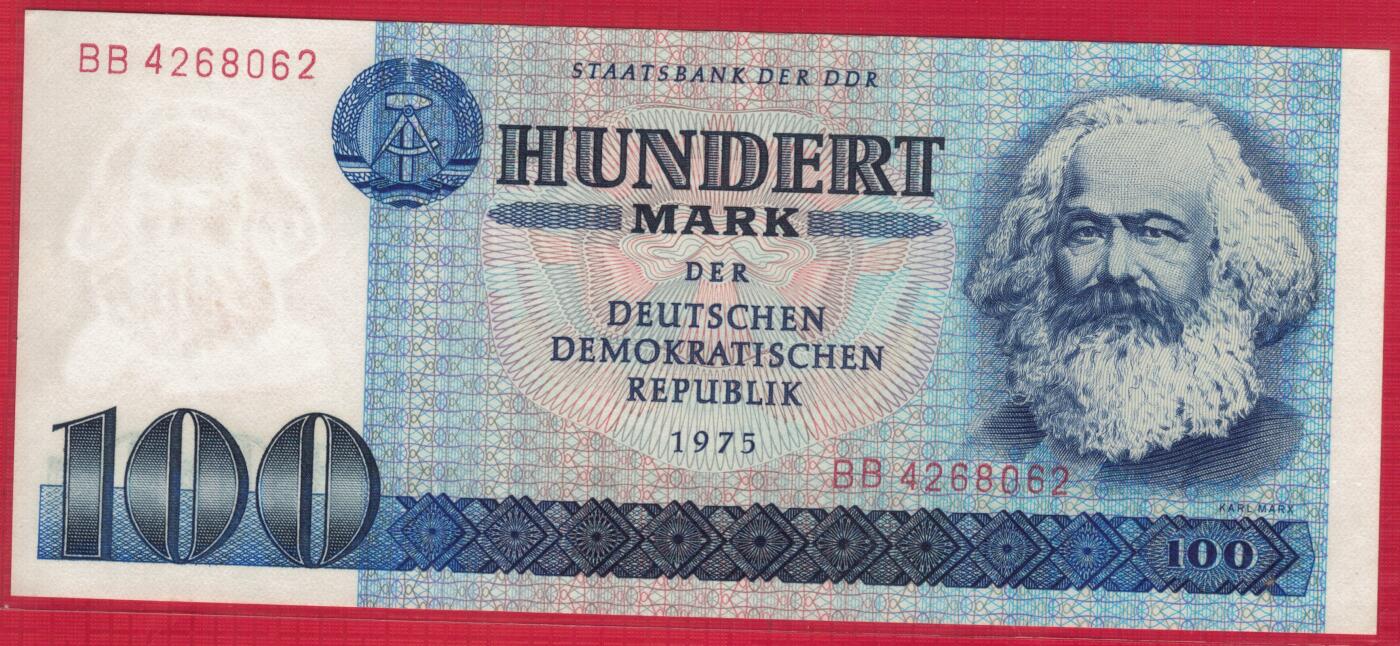 BB 4268062
STAATSBANK DER DDR
HUNDERT
MARK
DER
DEUTSCHEN
DEMOKRATISCHEN
REPUBLIK
1975
BB 4268062
KARL MARX
100
100